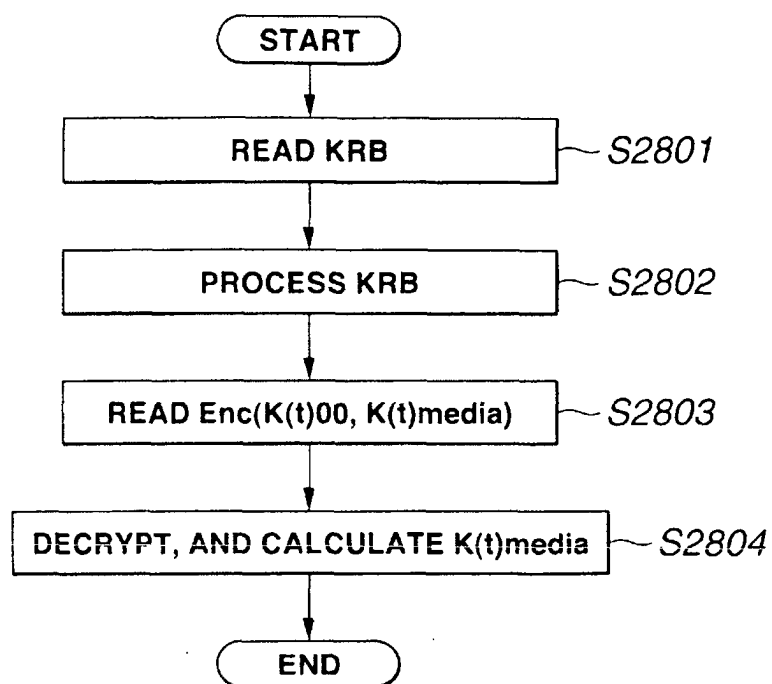 START
READ KRB S2801
PROCESS KRB S2802
READ Enc(K(t)00, K(t)media) S2803
DECRYPT, AND CALCULATE K(t)media S2804
END